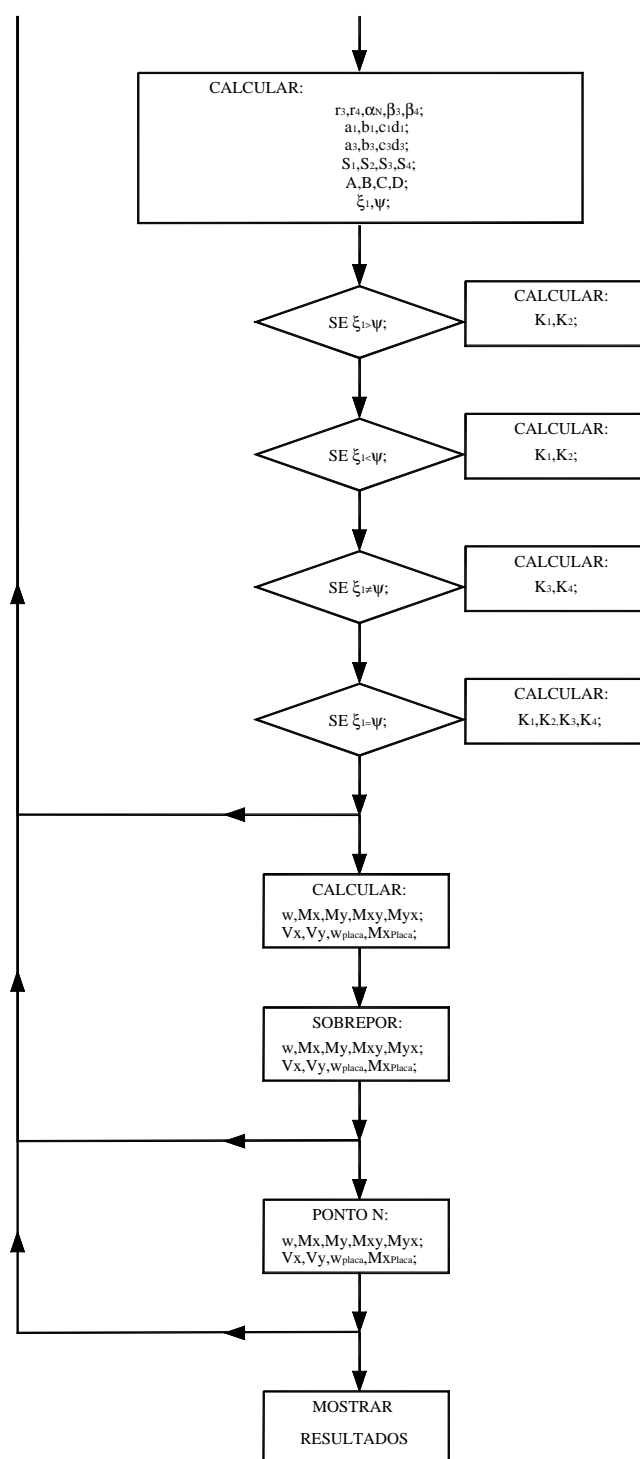 CALCULAR:
r₃,r₄,αₙ,β₃,β₄;
a₁,b₁,c₁d₁;
a₃,b₃,c₃d₃;
S₁,S₂,S₃,S₄;
A,B,C,D;
ξ₁,ψ;
SE ξ₁>ψ;
CALCULAR:
K₁,K₂;
SE ξ₁<ψ;
CALCULAR:
K₁,K₂;
SE ξ₁≠ψ;
CALCULAR:
K₃,K₄;
SE ξ₁=ψ;
CALCULAR:
K₁,K₂,K₃,K₄;
CALCULAR:
w,Mx,My,Mxy,Myx;
Vx,Vy,wplaca,MxPlaca;
SOBREPOR:
w,Mx,My,Mxy,Myx;
Vx,Vy,wplaca,MxPlaca;
PONTO N:
w,Mx,My,Mxy,Myx;
Vx,Vy,wplaca,MxPlaca;
MOSTRAR
RESULTADOS